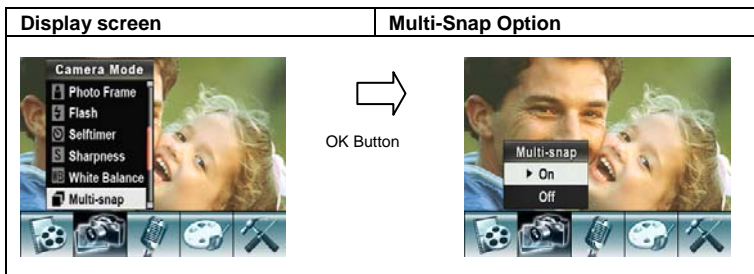 Display screen
Multi-Snap Option
Camera Mode
Photo Frame
Flash
Selftimer
S Sharpness
WB White Balance
Multi-snap
OK Button
Multi-snap
On
Off